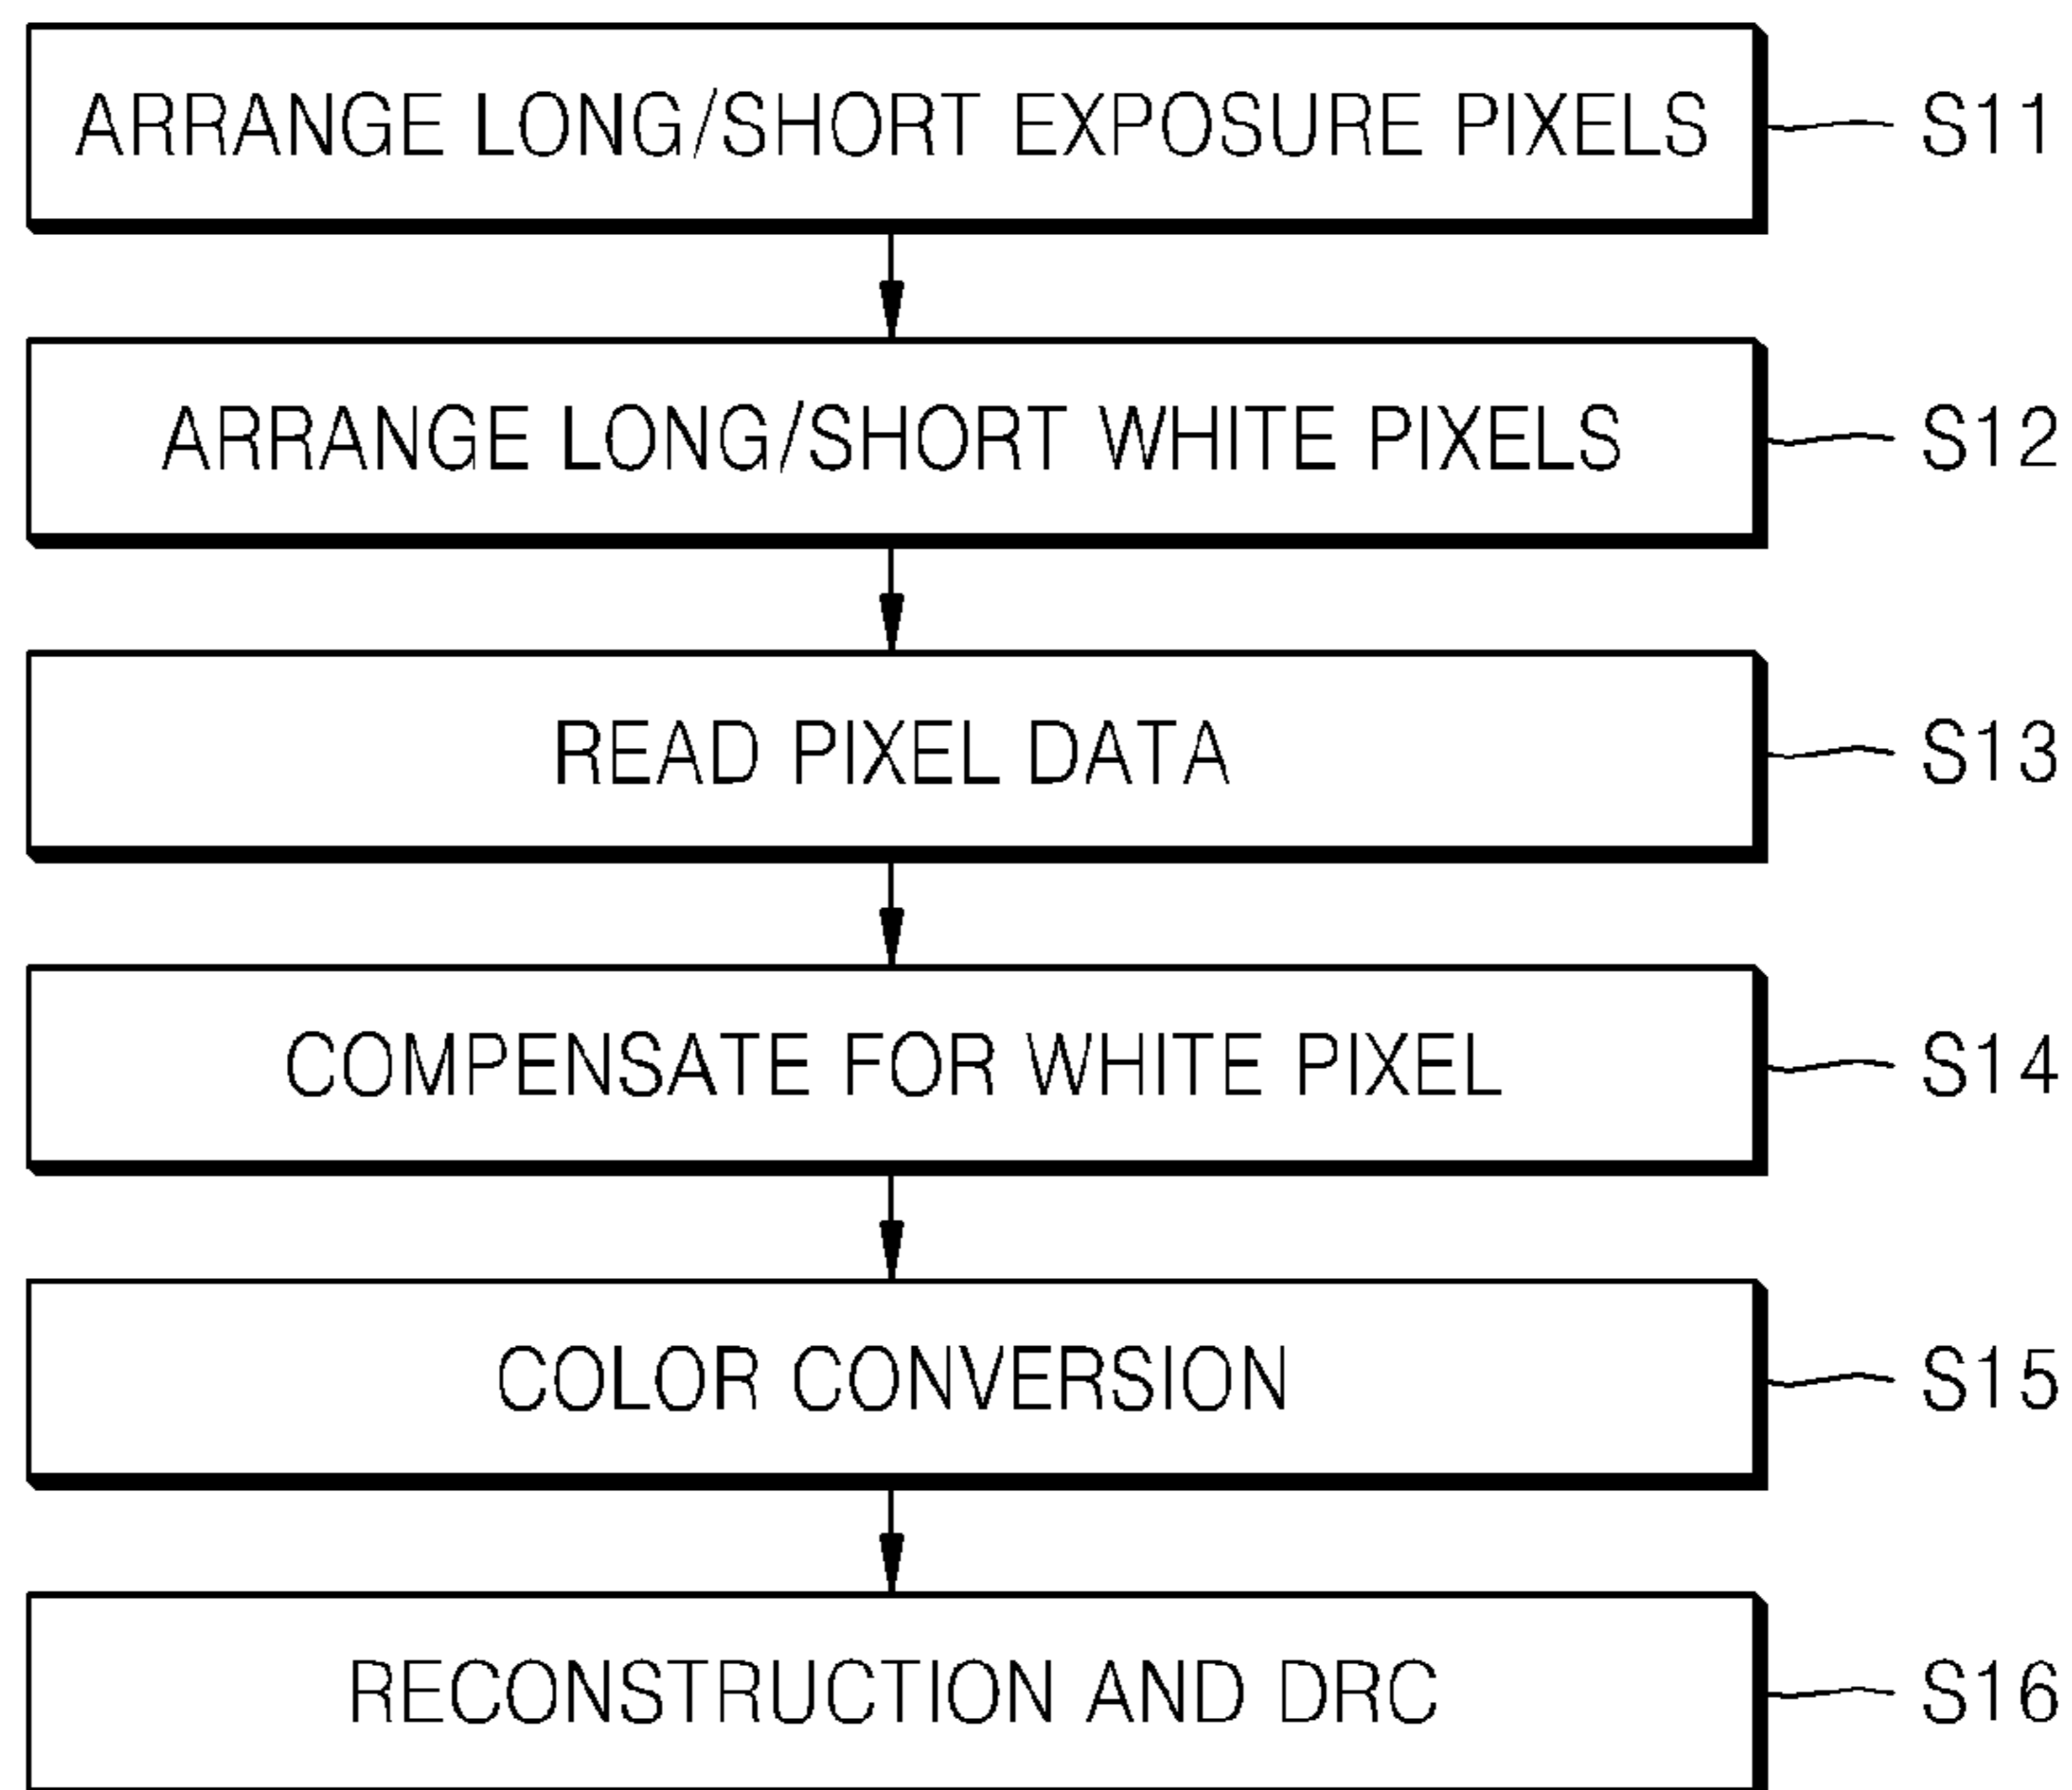 ARRANGE LONG/SHORT EXPOSURE PIXELS S11
ARRANGE LONG/SHORT WHITE PIXELS S12
READ PIXEL DATA S13
COMPENSATE FOR WHITE PIXEL S14
COLOR CONVERSION S15
RECONSTRUCTION AND DRC S16